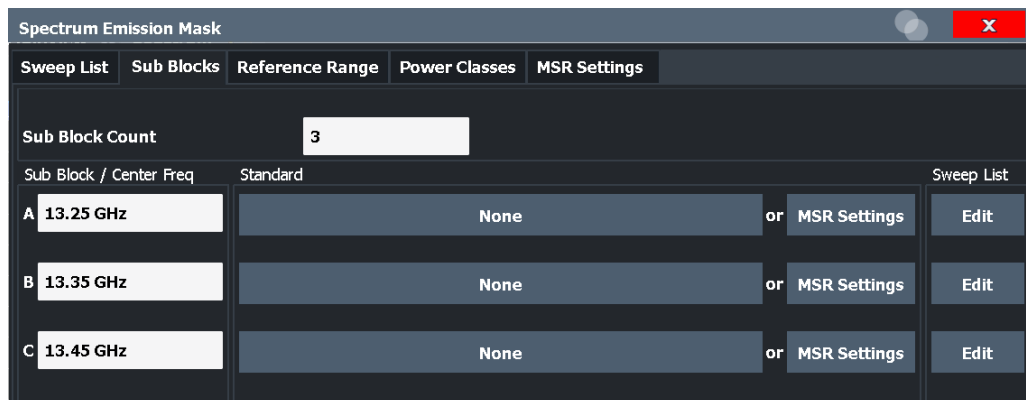 Spectrum Emission Mask
X
Sweep List Sub Blocks Reference Range Power Classes MSR Settings
Sub Block Count 3
Sub Block / Center Freq Standard Sweep List
A 13.25 GHz None or MSR Settings Edit
B 13.35 GHz None or MSR Settings Edit
C 13.45 GHz None or MSR Settings Edit